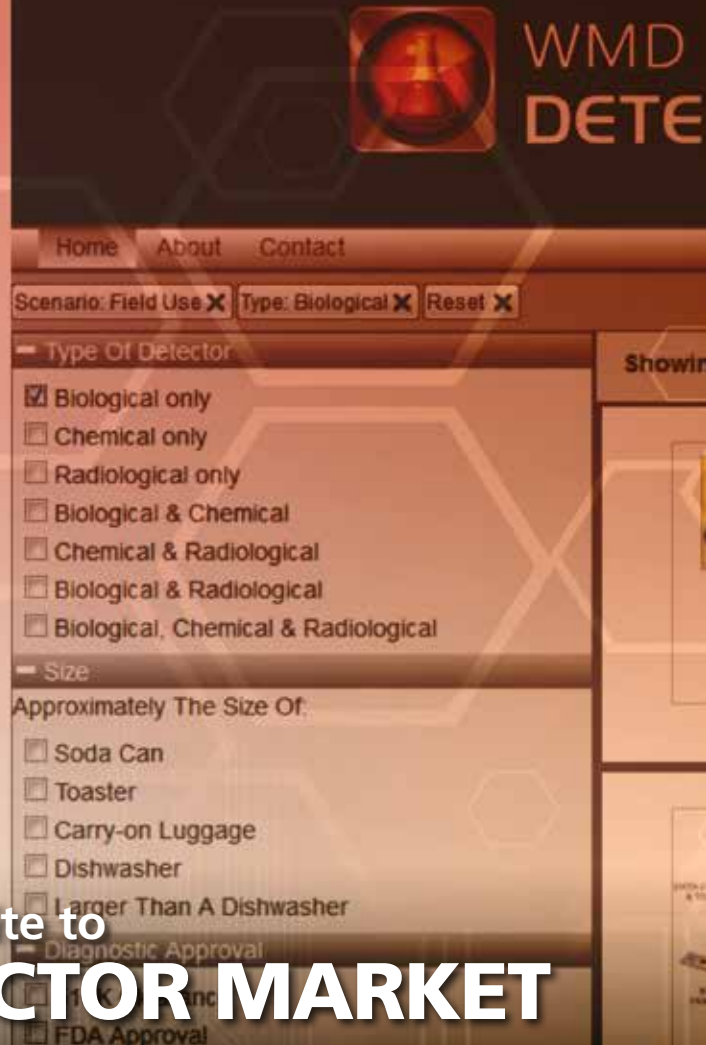 WMD
DETE
Home About Contact
Scenario: Field Use Type: Biological Reset
Type Of Detector
Showin
Biological only
Chemical only
Radiological only
Biological & Chemical
Chemical & Radiological
Biological & Radiological
Biological, Chemical & Radiological
Size
Approximately The Size Of:
Soda Can
Toaster
Carry-on Luggage
Dishwasher
Larger Than A Dishwasher
te to
Diagnostic Approval
CTOR MARKET
FDA Approval